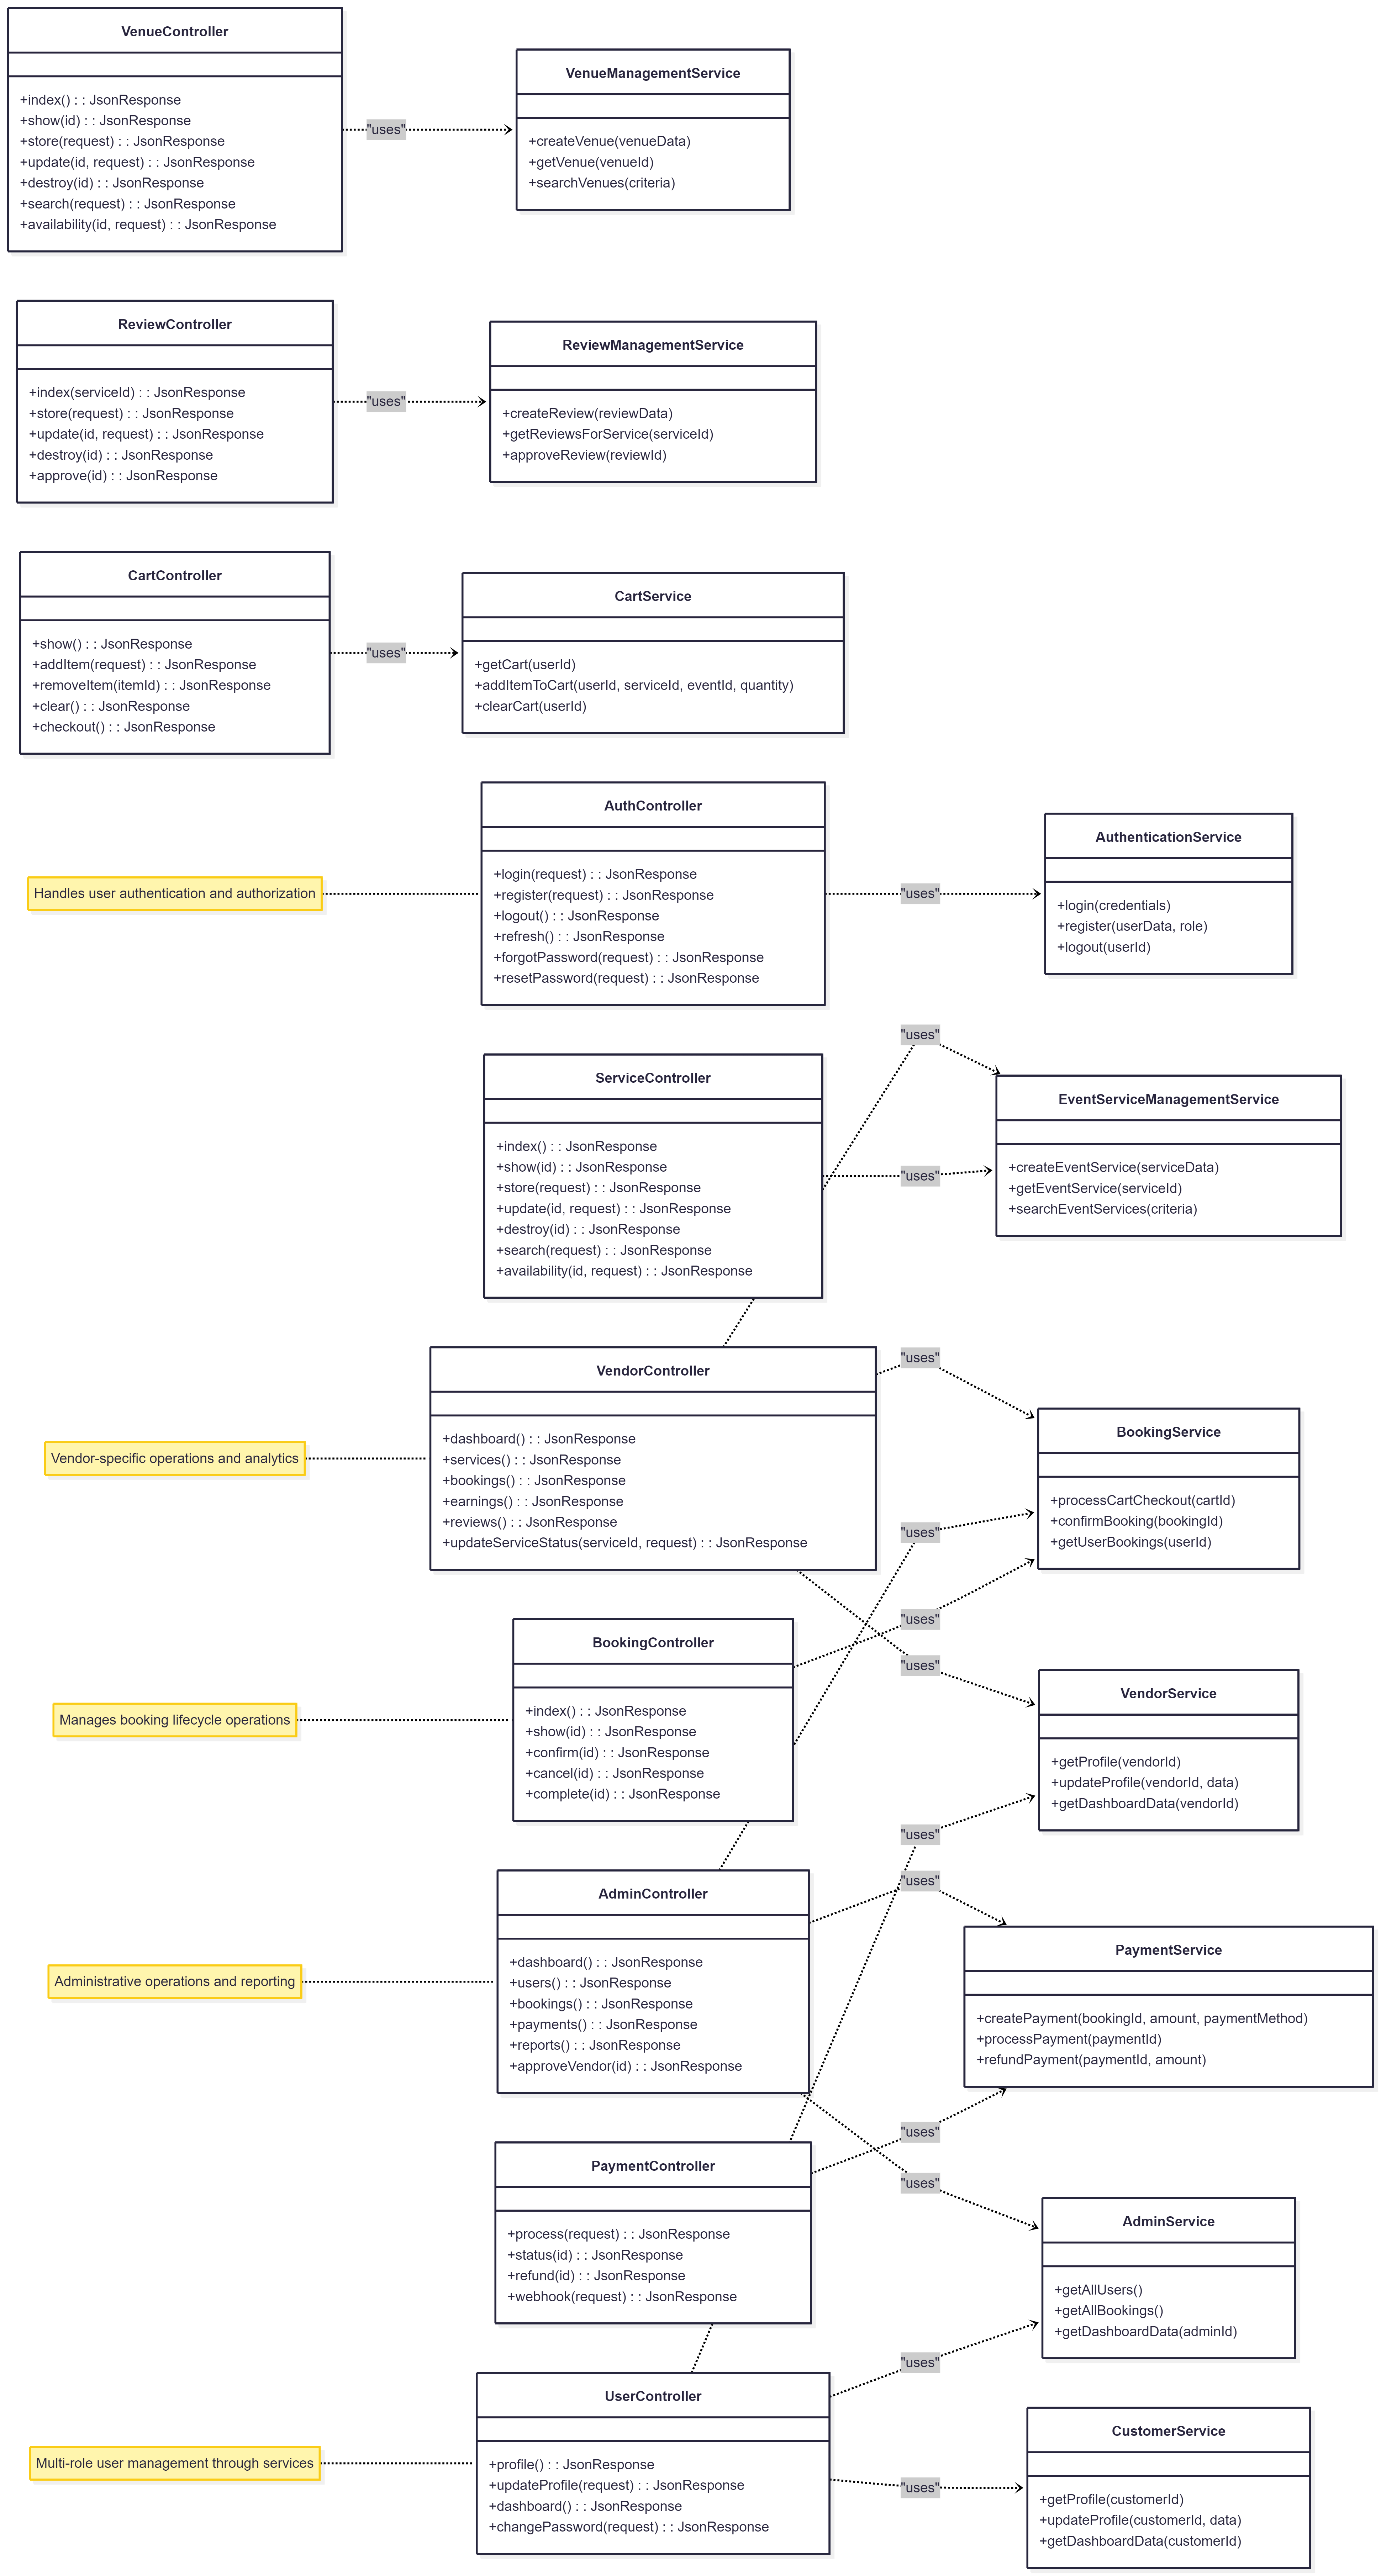 VenueController
+index() : : JsonResponse
+show(id) : : JsonResponse
+store(request) : : JsonResponse
+update(id, request) : : JsonResponse
+destroy(id) : : JsonResponse
+search(request) : : JsonResponse
+availability(id, request) : : JsonResponse
"uses"
VenueManagementService
+createVenue(venueData)
+getVenue(venueId)
+searchVenues(criteria)
ReviewController
+index(serviceId) : : JsonResponse
+store(request) : : JsonResponse
+update(id, request) : : JsonResponse
+destroy(id) : : JsonResponse
+approve(id) : : JsonResponse
"uses"
ReviewManagementService
+createReview(reviewData)
+getReviewsForService(serviceId)
+approveReview(reviewId)
CartController
+show() : : JsonResponse
+addItem(request) : : JsonResponse
+removeItem(itemId) : : JsonResponse
+clear() : : JsonResponse
+checkout() : : JsonResponse
"uses"
CartService
+getCart(userId)
+addItemToCart(userId, serviceId, eventId, quantity)
+clearCart(userId)
Handles user authentication and authorization
AuthController
+login(request) : : JsonResponse
+register(request) : : JsonResponse
+logout() : : JsonResponse
+refresh() : : JsonResponse
+forgotPassword(request) : : JsonResponse
+resetPassword(request) : : JsonResponse
"uses"
AuthenticationService
+login(credentials)
+register(userData, role)
+logout(userId)
ServiceController
+index() : : JsonResponse
+show(id) : : JsonResponse
+store(request) : : JsonResponse
+update(id, request) : : JsonResponse
+destroy(id) : : JsonResponse
+search(request) : : JsonResponse
+availability(id, request) : : JsonResponse
"uses"
"uses"
EventServiceManagementService
+createEventService(serviceData)
+getEventService(serviceId)
+searchEventServices(criteria)
Vendor-specific operations and analytics
VendorController
+dashboard() : : JsonResponse
+services() : : JsonResponse
+bookings() : : JsonResponse
+earnings() : : JsonResponse
+reviews() : : JsonResponse
+updateServiceStatus(serviceId, request) : : JsonResponse
"uses"
"uses"
"uses"
"uses"
BookingService
+processCartCheckout(cartId)
+confirmBooking(bookingId)
+getUserBookings(userId)
Manages booking lifecycle operations
BookingController
+index() : : JsonResponse
+show(id) : : JsonResponse
+confirm(id) : : JsonResponse
+cancel(id) : : JsonResponse
+complete(id) : : JsonResponse
VendorService
+getProfile(vendorId)
+updateProfile(vendorId, data)
+getDashboardData(vendorId)
"uses"
"uses"
Administrative operations and reporting
AdminController
+dashboard() : : JsonResponse
+users() : : JsonResponse
+bookings() : : JsonResponse
+payments() : : JsonResponse
+reports() : : JsonResponse
+approveVendor(id) : : JsonResponse
PaymentService
+createPayment(bookingId, amount, paymentMethod)
+processPayment(paymentId)
+refundPayment(paymentId, amount)
"uses"
"uses"
PaymentController
+process(request) : : JsonResponse
+status(id) : : JsonResponse
+refund(id) : : JsonResponse
+webhook(request) : : JsonResponse
AdminService
+getAllUsers()
+getAllBookings()
+getDashboardData(adminId)
"uses"
Multi-role user management through services
UserController
+profile() : : JsonResponse
+updateProfile(request) : : JsonResponse
+dashboard() : : JsonResponse
+changePassword(request) : : JsonResponse
"uses"
CustomerService
+getProfile(customerId)
+updateProfile(customerId, data)
+getDashboardData(customerId)